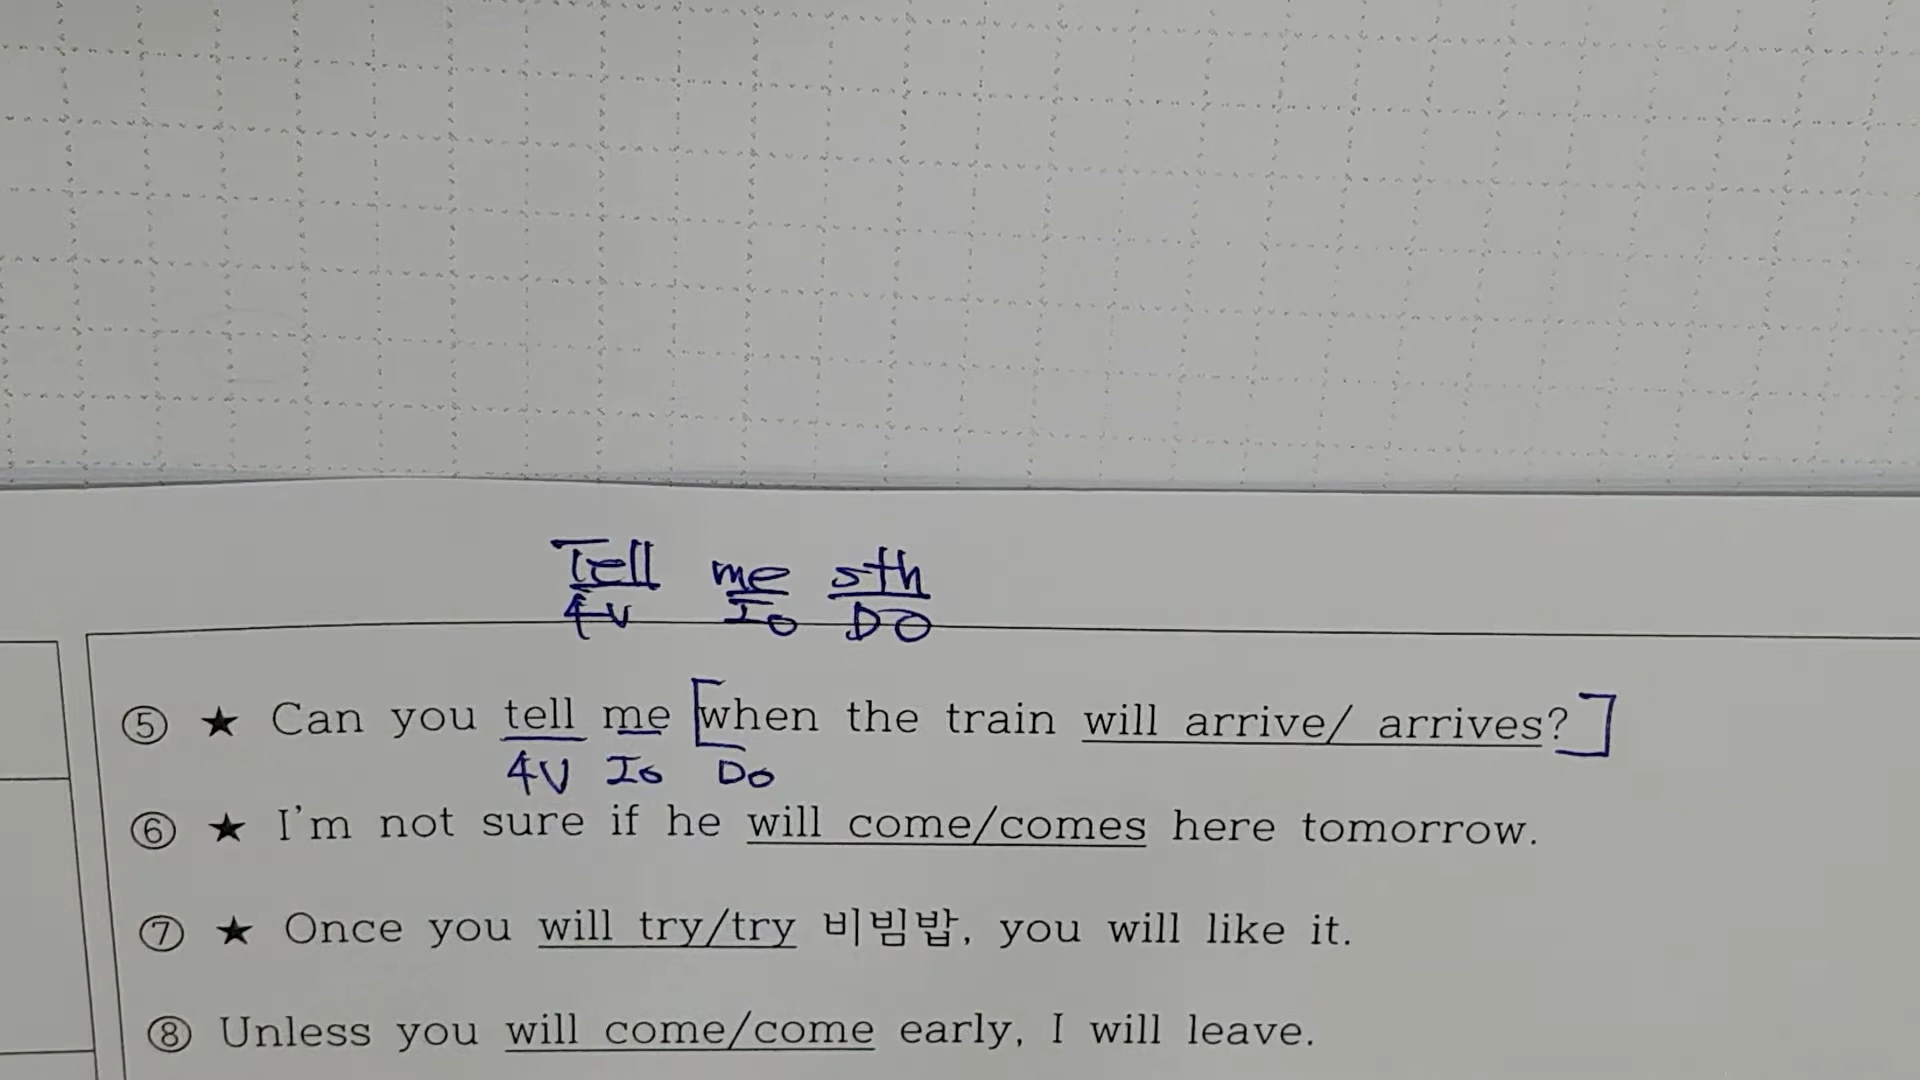 Tell me sth
4V IO DO
⑤ ★ Can you tell me [when the train will arrive/ arrives?]
4V IO DO
⑥ ★ I'm not sure if he will come/comes here tomorrow.
⑦ ★ Once you will try/try 비빔밥, you will like it.
⑧ Unless you will come/come early, I will leave.